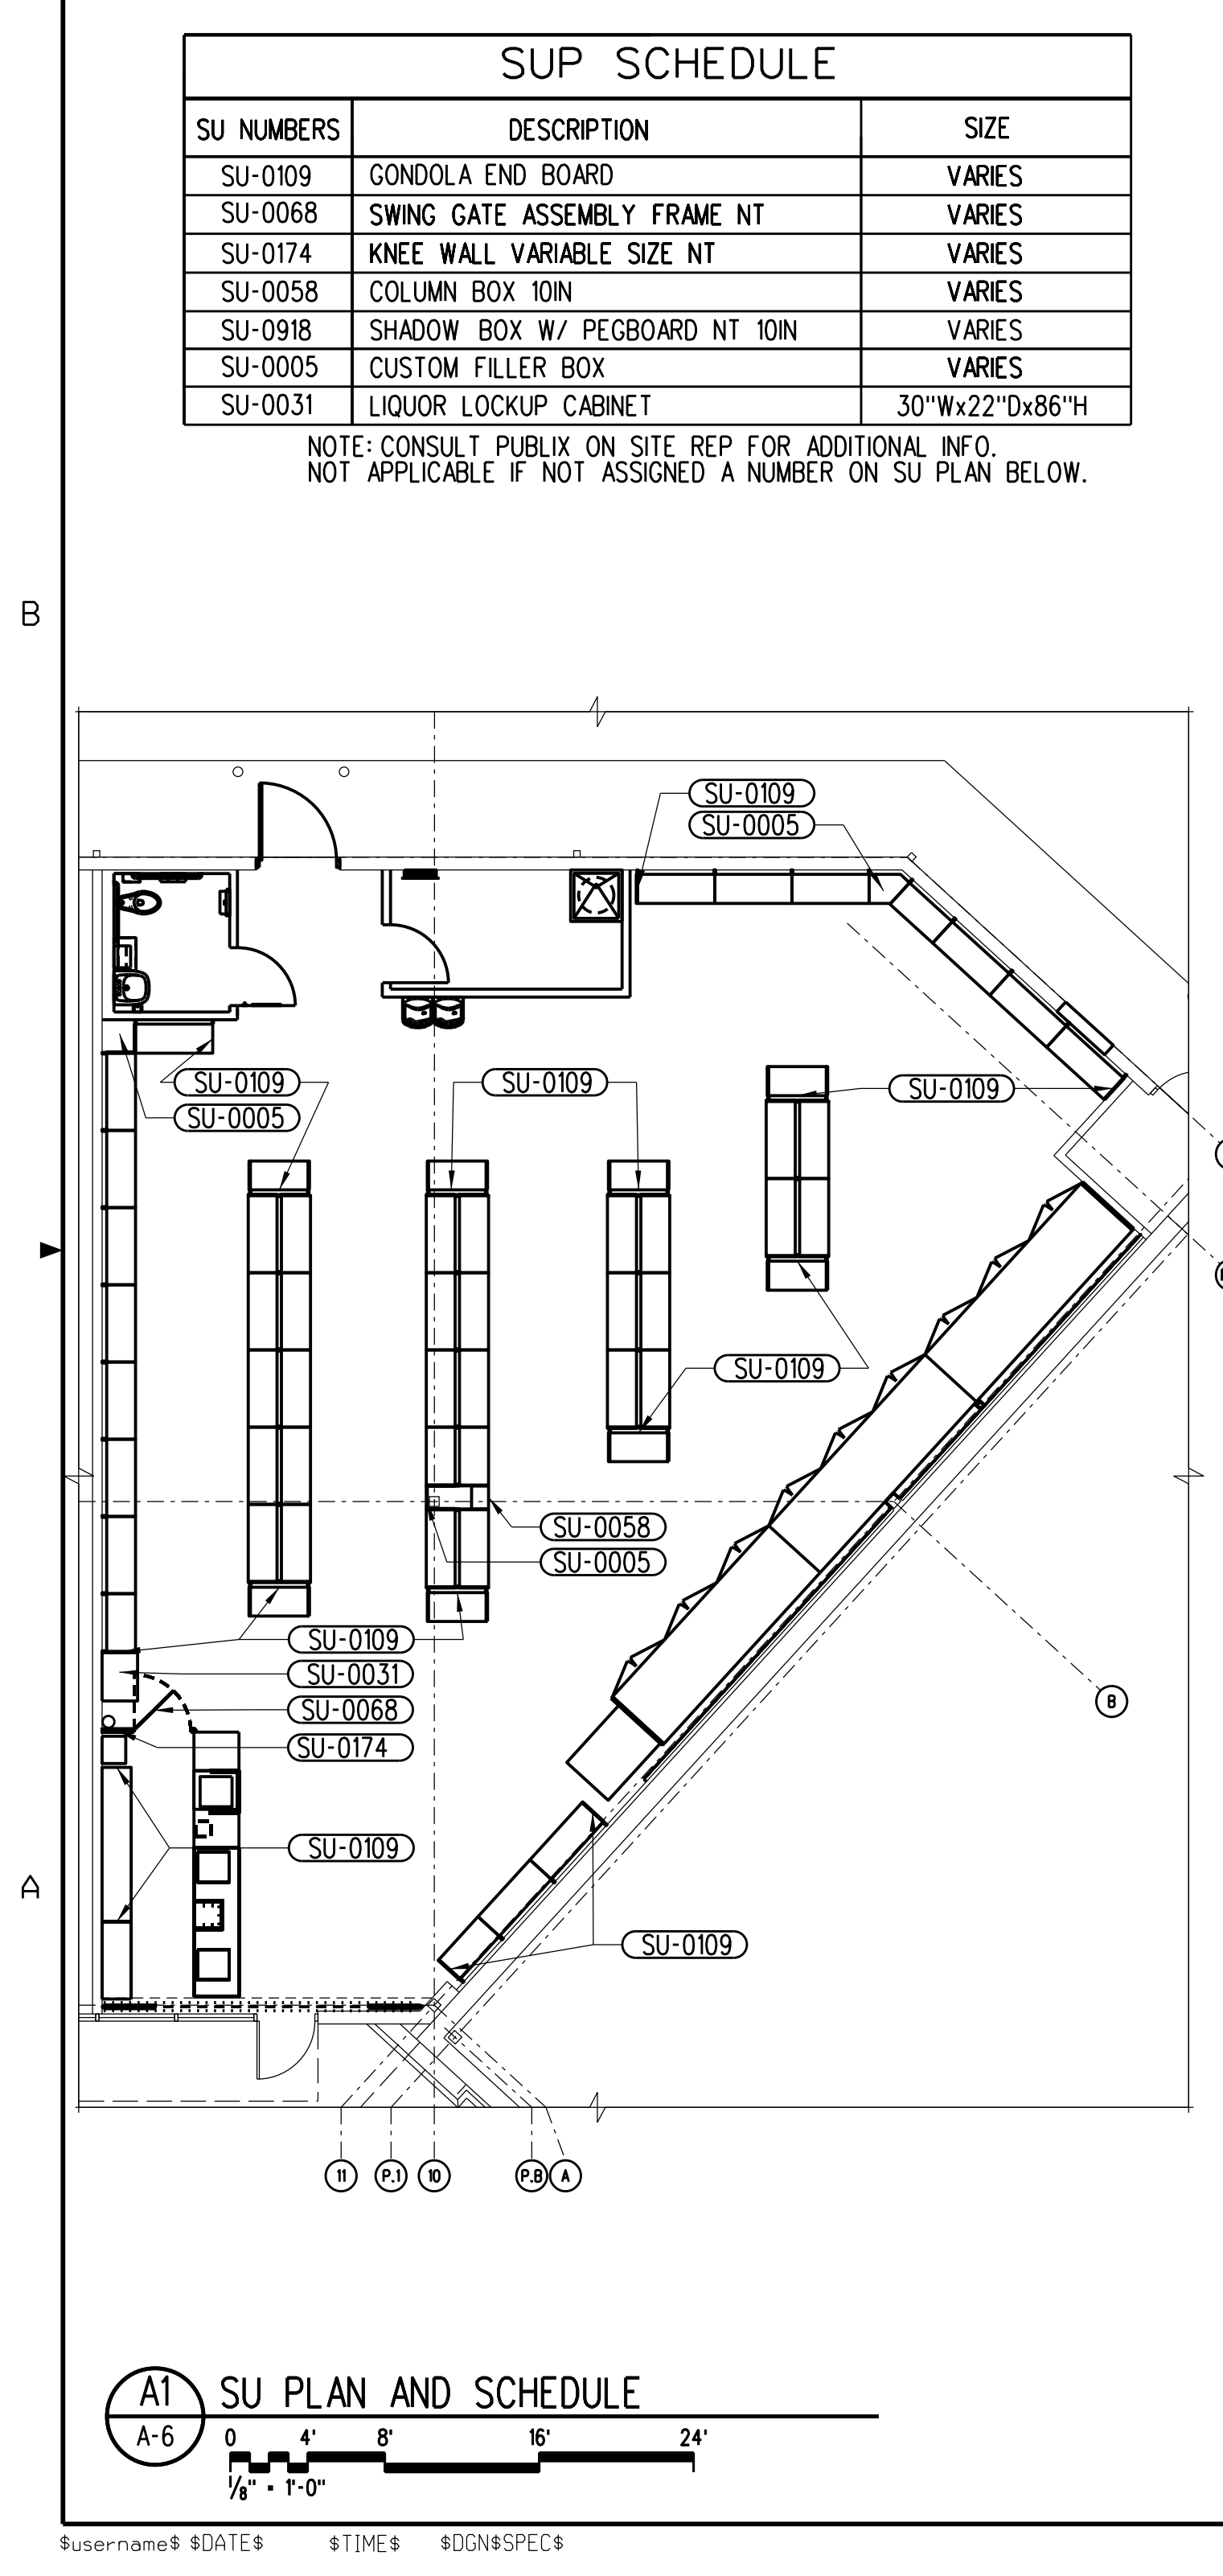 SUP SCHEDULE
SU NUMBERS DESCRIPTION SIZE
SU-0109 GONDOLA END BOARD VARIES
SU-0068 SWING GATE ASSEMBLY FRAME NT VARIES
SU-0174 KNEE WALL VARIABLE SIZE NT VARIES
SU-0058 COLUMN BOX 10IN VARIES
SU-0918 SHADOW BOX W/ PEGBOARD NT 10IN VARIES
SU-0005 CUSTOM FILLER BOX VARIES
SU-0031 LIQUOR LOCKUP CABINET 30"Wx22"Dx86"H
NOTE: CONSULT PUBLIX ON SITE REP FOR ADDITIONAL INFO.
NOT APPLICABLE IF NOT ASSIGNED A NUMBER ON SU PLAN BELOW.
B
SU-0109
SU-0005
SU-0109 SU-0109 SU-0109
SU-0005
SU-0109
SU-0058
SU-0005
SU-0109
SU-0031
SU-0068
B
SU-0174
SU-0109
A
SU-0109
11 P.1 10 P.8 A
A1 SU PLAN AND SCHEDULE
A-6 0 4' 8' 16' 24'
1/8" = 1'-0"
$username$ $DATE$ $TIME$ $DGN$SPEC$